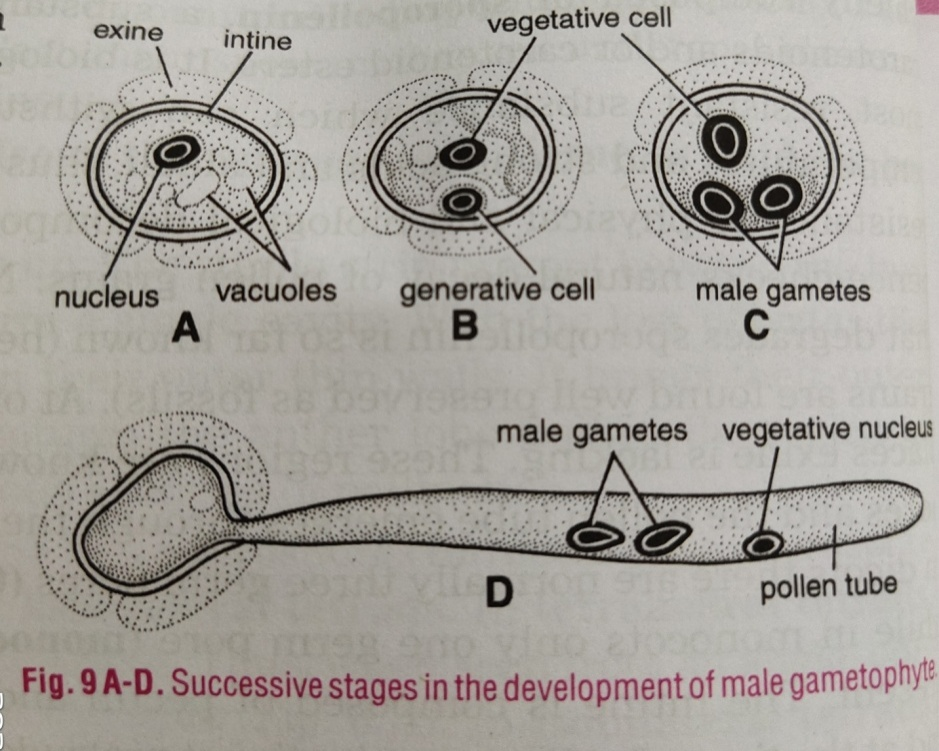 vegetative cell
exine intine
nucleus vacuoles generative cell male gametes
A B C
male gametes vegetative nucleus
D
pollen tube
Fig. 9 A-D. Successive stages in the development of male gametophyte.